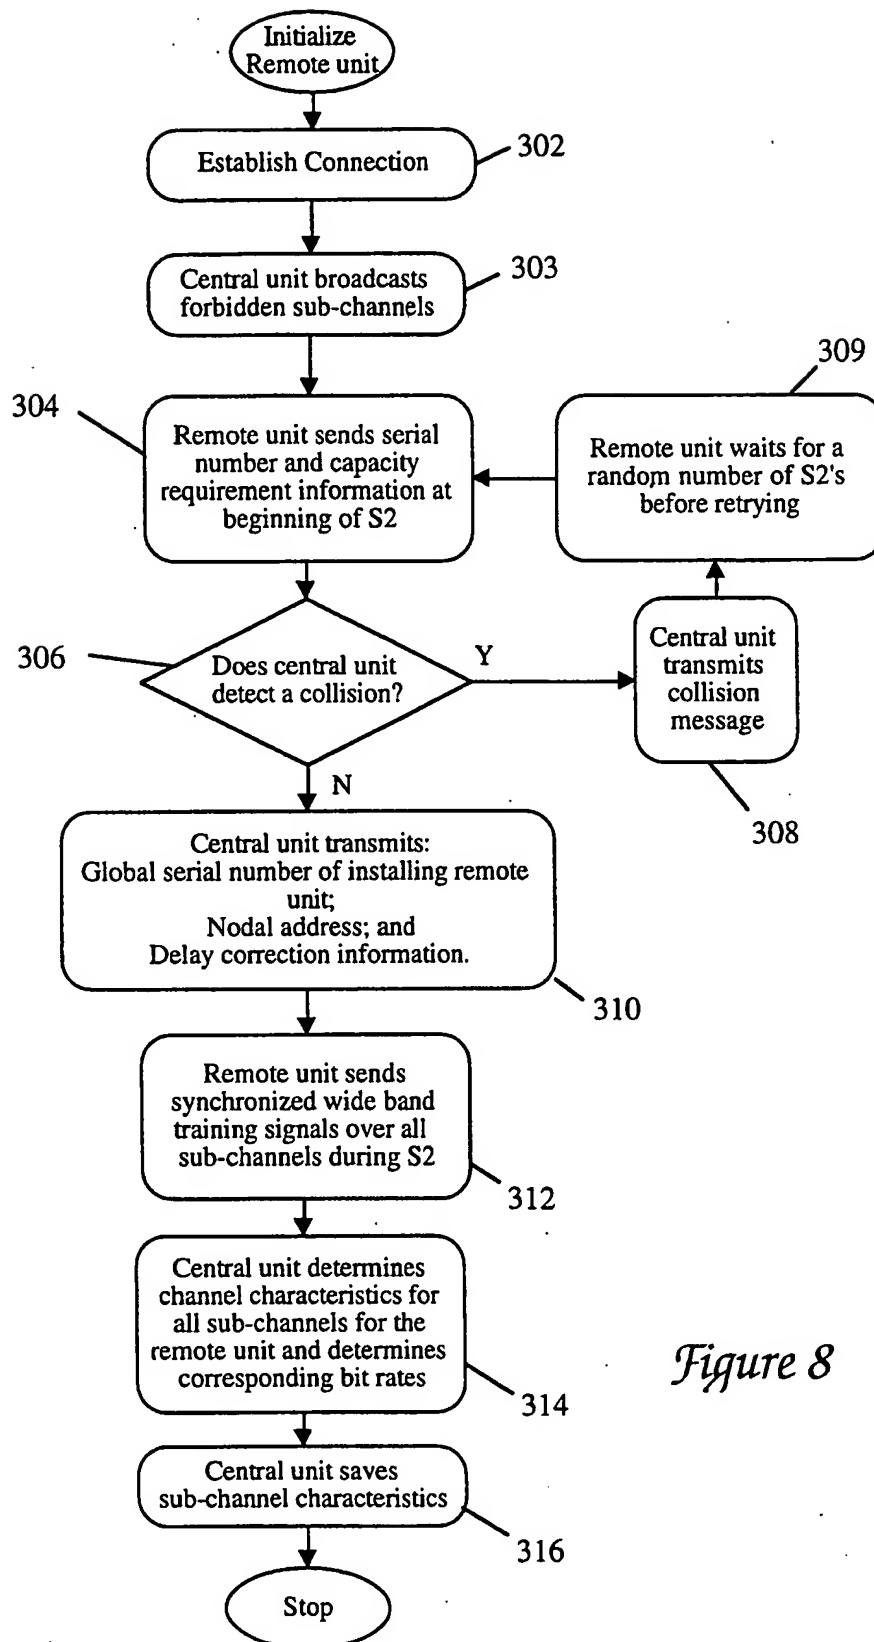 Initialize
Remote unit
Establish Connection
302
Central unit broadcasts
forbidden sub-channels
303
304
Remote unit sends serial
number and capacity
requirement information at
beginning of S2
309
Remote unit waits for a
random number of S2's
before retrying
306
Does central unit
detect a collision?
Y
Central unit
transmits
collision
message
308
N
Central unit transmits:
Global serial number of installing remote
unit;
Nodal address; and
Delay correction information.
310
Remote unit sends
synchronized wide band
training signals over all
sub-channels during S2
312
Central unit determines
channel characteristics for
all sub-channels for the
remote unit and determines
corresponding bit rates
314
Figure 8
Central unit saves
sub-channel characteristics
316
Stop